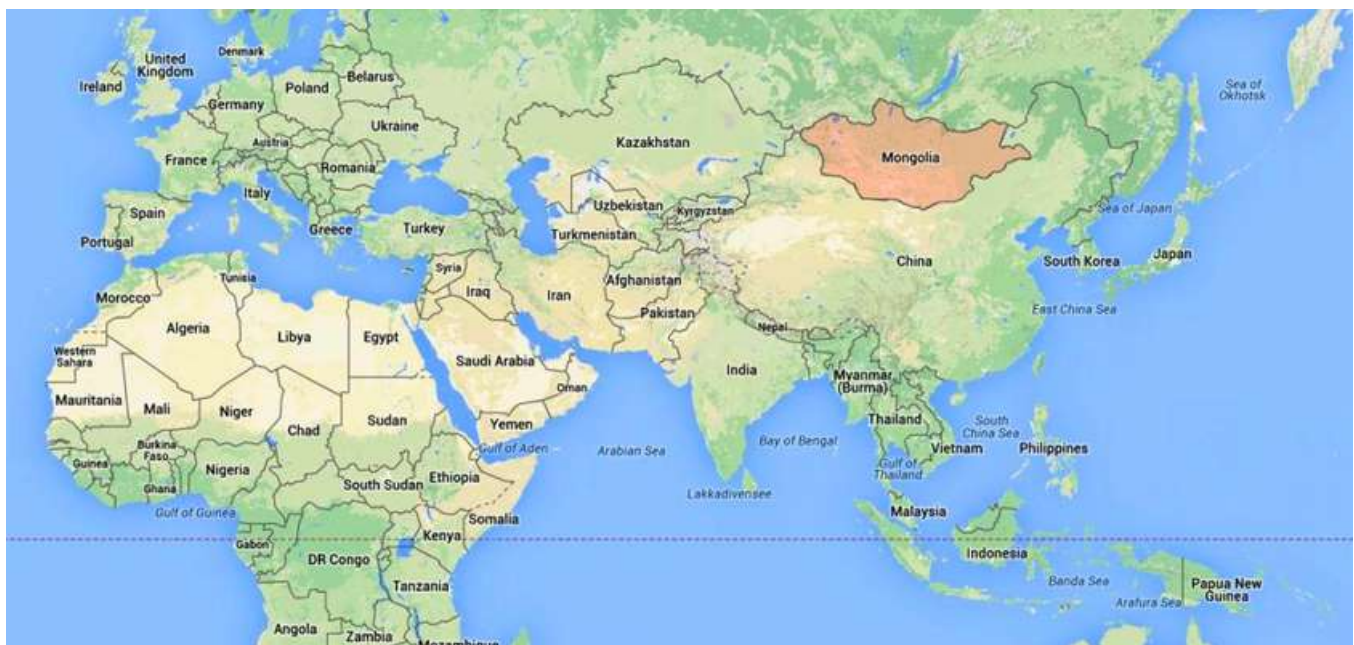 Denmark
United
Kingdom
Ireland
Belarus
Poland
Germany
Sea of
Okhotsk
Ukraine
Austria
Kazakhstan
France
Romania
Mongolia
Italy
Uzbekistan
Kyrgyzstan
Sea of Japan
Spain
Greece
Turkey
Turkmenistan
Portugal
Japan
South Korea
China
Syria
Tunisia
Afghanistan
Iraq
Iran
Morocco
East China Sea
Pakistan
Algeria
Libya
Egypt
Nepal
Western
Sahara
Saudi Arabia
India
Myanmar
(Burma)
Oman
Mauritania
Mali
Niger
Sudan
Chad
Yemen
Thailand
South
China Sea
Burkina
Faso
Gulf of Aden
Arabian Sea
Bay of Bengal
Vietnam
Philippines
Guinea
Nigeria
Ethiopia
Gulf of
Thailand
Ghana
South Sudan
Lakkadivensee
Gulf of Guinea
Somalia
Malaysia
Kenya
Gabon
DR Congo
Indonesia
Tanzania
Banda Sea
Papua New
Guinea
Arafura Sea
Angola
Zambia
Mozambique